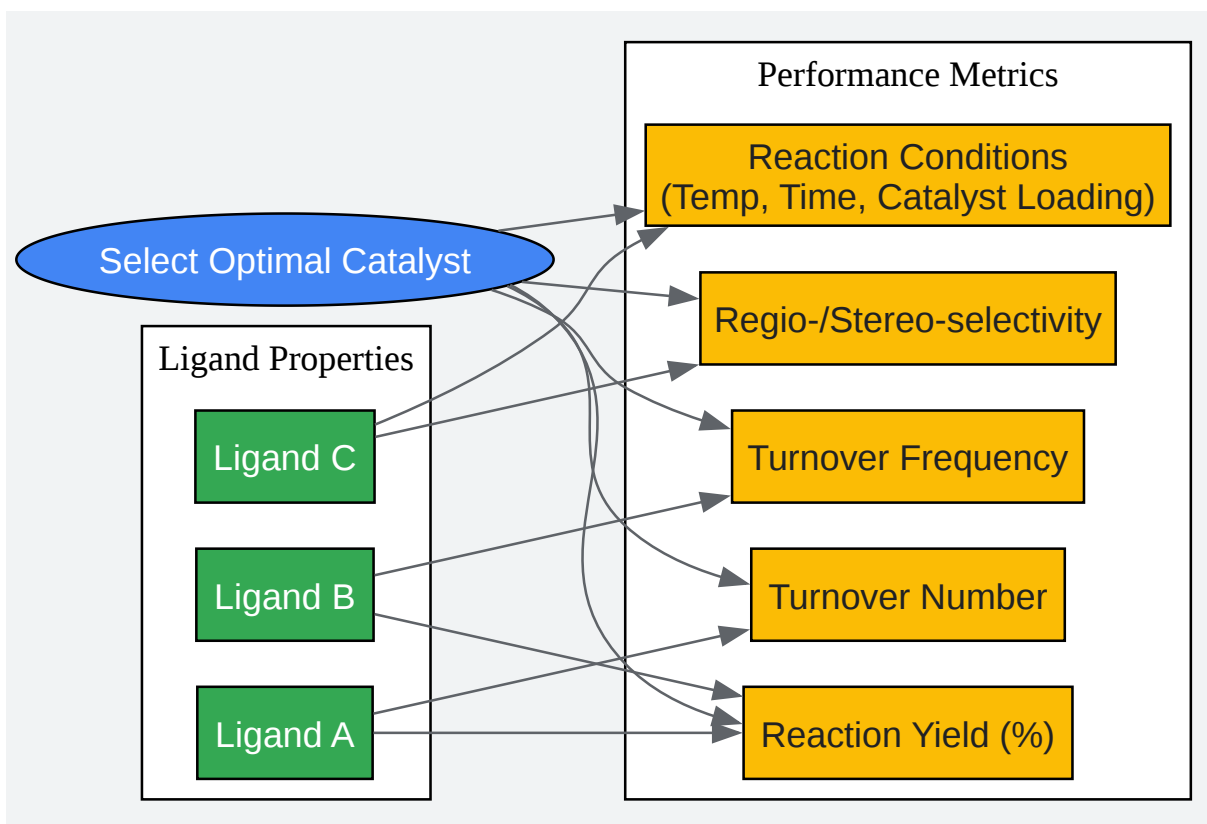 Select Optimal Catalyst
Ligand Properties
Ligand C
Ligand B
Ligand A
Performance Metrics
Reaction Conditions
(Temp, Time, Catalyst Loading)
Regio-/Stereo-selectivity
Turnover Frequency
Turnover Number
Reaction Yield (%)